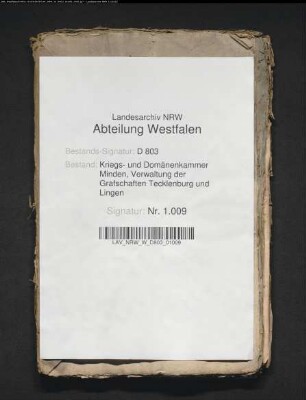 Landesarchiv NRW
Abteilung Westfalen
Bestands-Signatur: D 803
Bestand: Kriegs- und Domänenkammer
Minden, Verwaltung der
Grafschaften Tecklenburg und
Lingen
Signatur: Nr. 1.009
LAV_NRW_W_D803_01009